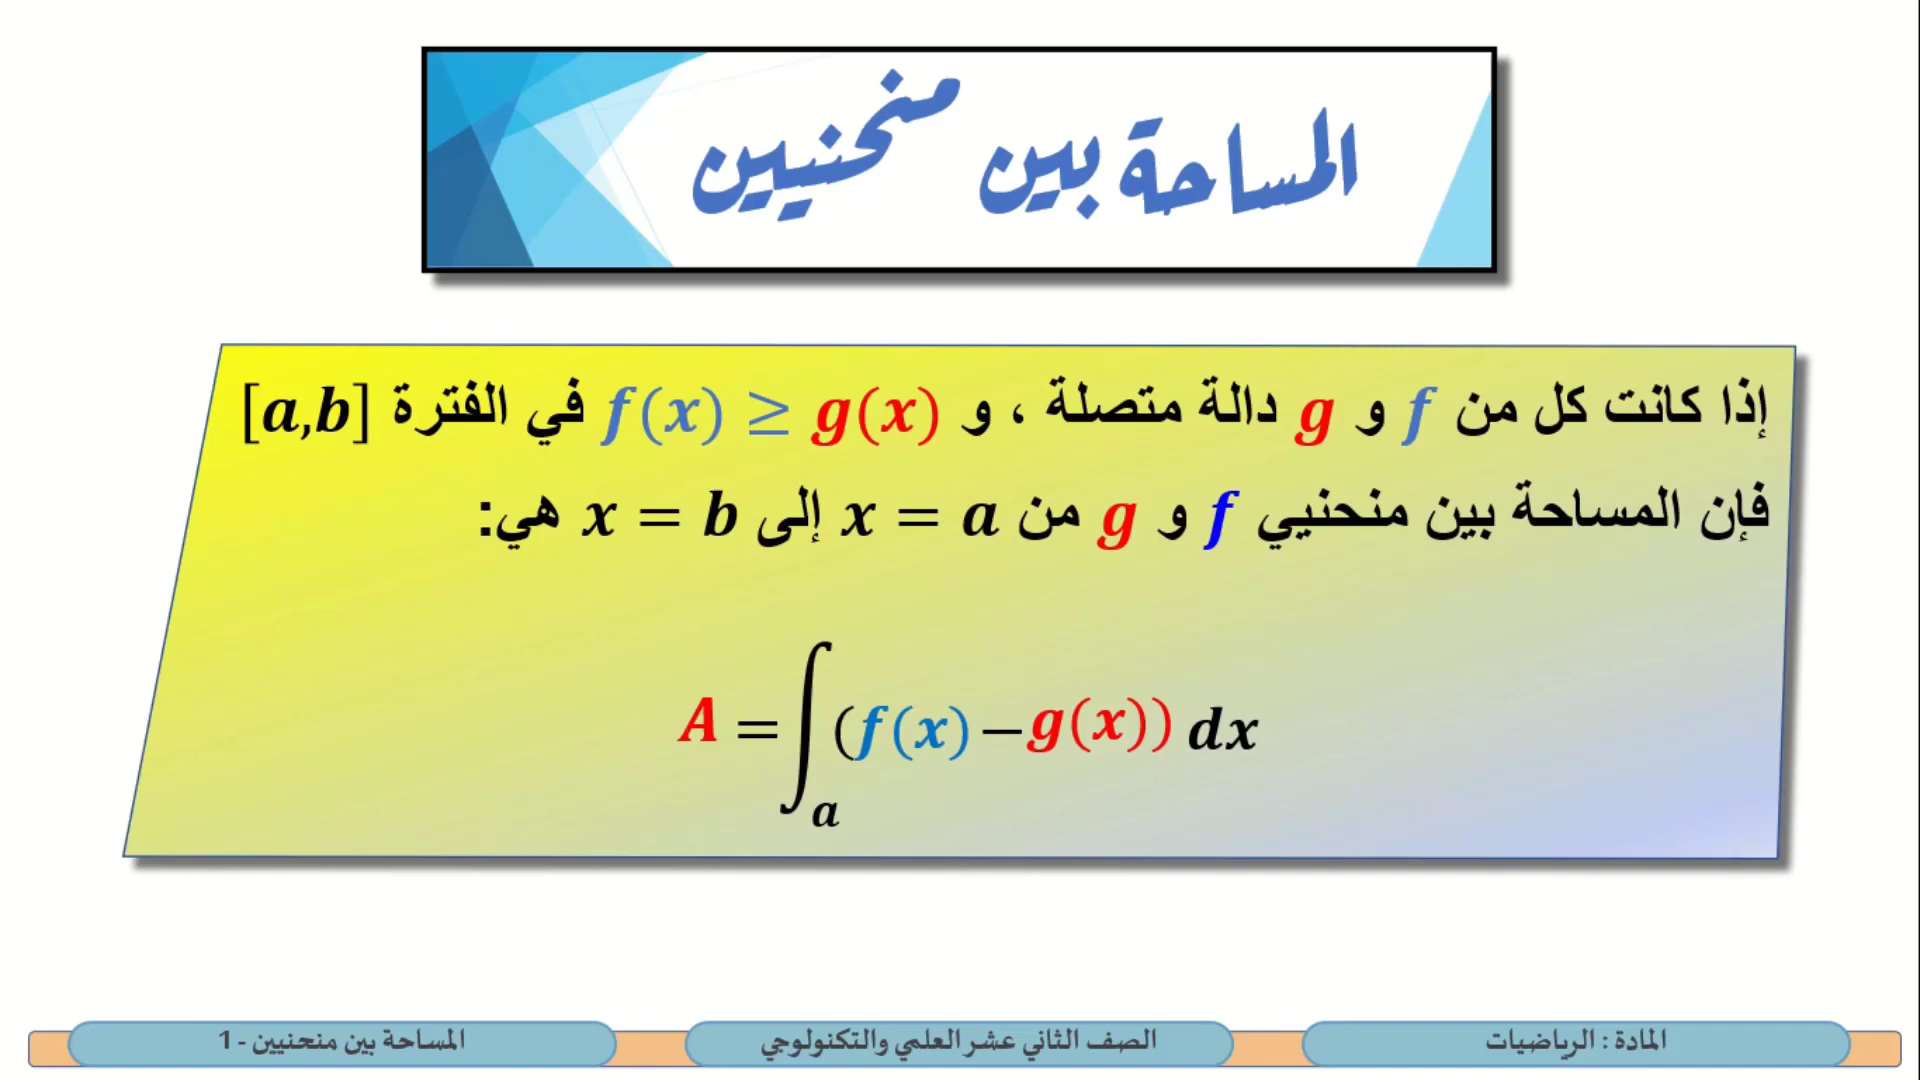 المساحة بين منحنيين
إذا كانت كل من f و g دالة متصلة ، و f(x) ≥ g(x) في الفترة [a,b]
فإن المساحة بين منحنيي f و g من x = a إلى x = b هي:
A = ∫ₐ (f(x) − g(x)) dx
المادة : الرياضيات
الصف الثاني عشر العلمي والتكنولوجي
المساحة بين منحنيين - 1